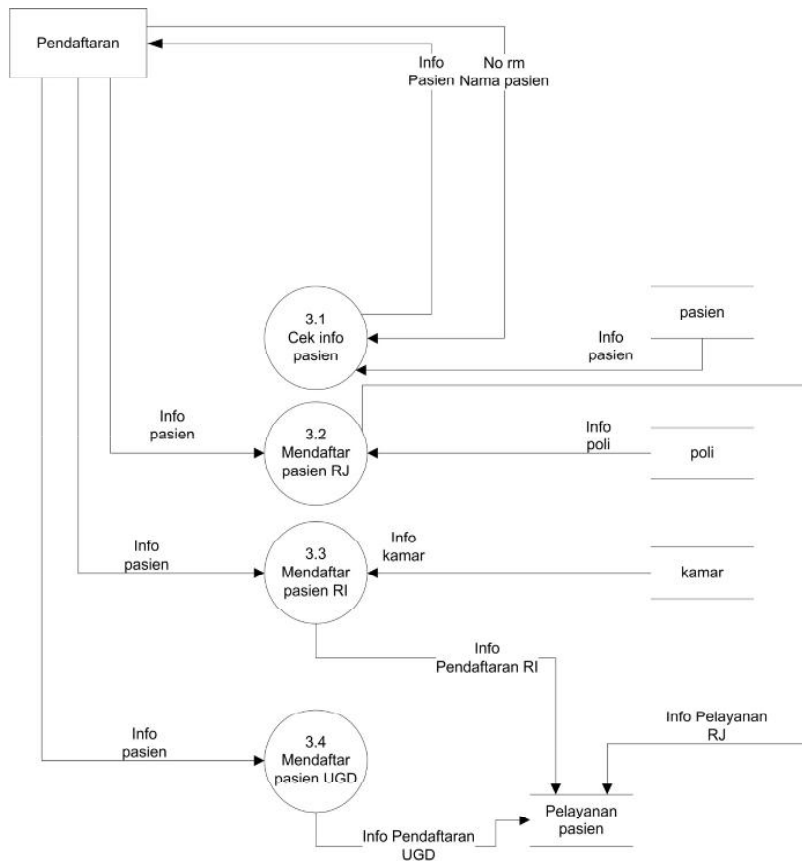 Pendaftaran
Info
Pasien
No rm
Nama pasien
3.1
Cek info
pasien
pasien
Info
pasien
Info
pasien
3.2
Mendaftar
pasien RJ
Info
poli
poli
Info
pasien
3.3
Mendaftar
pasien RI
Info
kamar
kamar
Info
Pendaftaran RI
Info
pasien
3.4
Mendaftar
pasien UGD
Info Pelayanan
RJ
Info Pendaftaran
UGD
Pelayanan
pasien